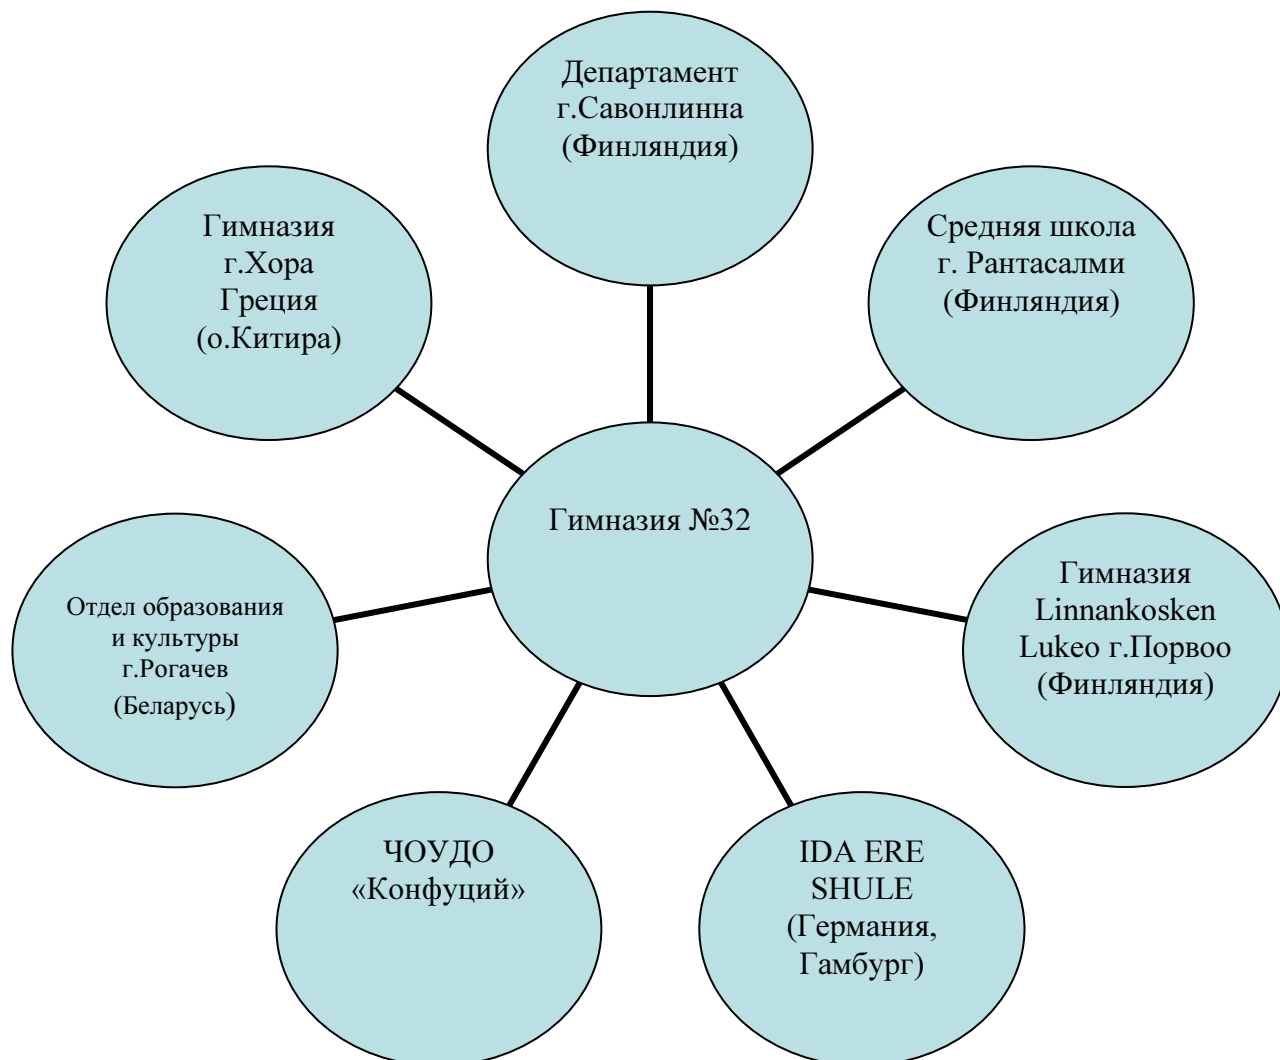 Департамент
г.Савонлинна
(Финляндия)
Гимназия
г.Хора
Греция
(о.Китира)
Средняя школа
г. Рантасалми
(Финляндия)
Гимназия №32
Отдел образования
и культуры
г.Рогачев
(Беларусь)
Гимназия
Linnankosken
Lukeo г.Порвоо
(Финляндия)
ЧОУДО
«Конфуций»
IDA ERE
SHULE
(Германия,
Гамбург)